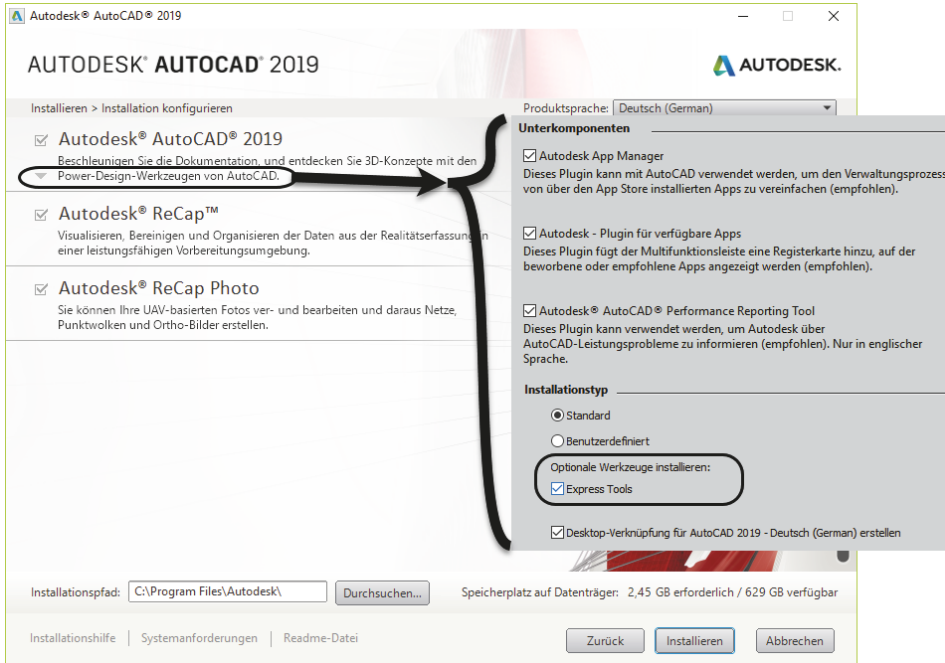 Autodesk® AutoCAD® 2019
AUTODESK® AUTOCAD® 2019
AUTODESK.
Installieren > Installation konfigurieren
Produktsprache: Deutsch (German)
Autodesk® AutoCAD® 2019
Beschleunigen Sie die Dokumentation, und entdecken Sie 3D-Konzepte mit den
Power-Design-Werkzeugen von AutoCAD.
Autodesk® ReCap™
Visualisieren, Bereinigen und Organisieren der Daten aus der Realitätserfassung in
einer leistungsfähigen Vorbereitungsumgebung.
Autodesk® ReCap Photo
Sie können Ihre UAV-basierten Fotos ver- und bearbeiten und daraus Netze,
Punktwolken und Ortho-Bilder erstellen.
Unterkomponenten
Autodesk App Manager
Dieses Plugin kann mit AutoCAD verwendet werden, um den Verwaltungsprozess
von über den App Store installierten Apps zu vereinfachen (empfohlen).
Autodesk - Plugin für verfügbare Apps
Dieses Plugin fügt der Multifunktionsleiste eine Registerkarte hinzu, auf der
beworbene oder empfohlene Apps angezeigt werden (empfohlen).
Autodesk® AutoCAD® Performance Reporting Tool
Dieses Plugin kann verwendet werden, um Autodesk über
AutoCAD-Leistungsprobleme zu informieren (empfohlen). Nur in englischer
Sprache.
Installationstyp
Standard
Benutzerdefiniert
Optionale Werkzeuge installieren:
Express Tools
Desktop-Verknüpfung für AutoCAD 2019 - Deutsch (German) erstellen
Installationspfad: C:\Program Files\Autodesk\ Durchsuchen... Speicherplatz auf Datenträger: 2,45 GB erforderlich / 629 GB verfügbar
Installationshilfe | Systemanforderungen | Readme-Datei
Zurück Installieren Abbrechen